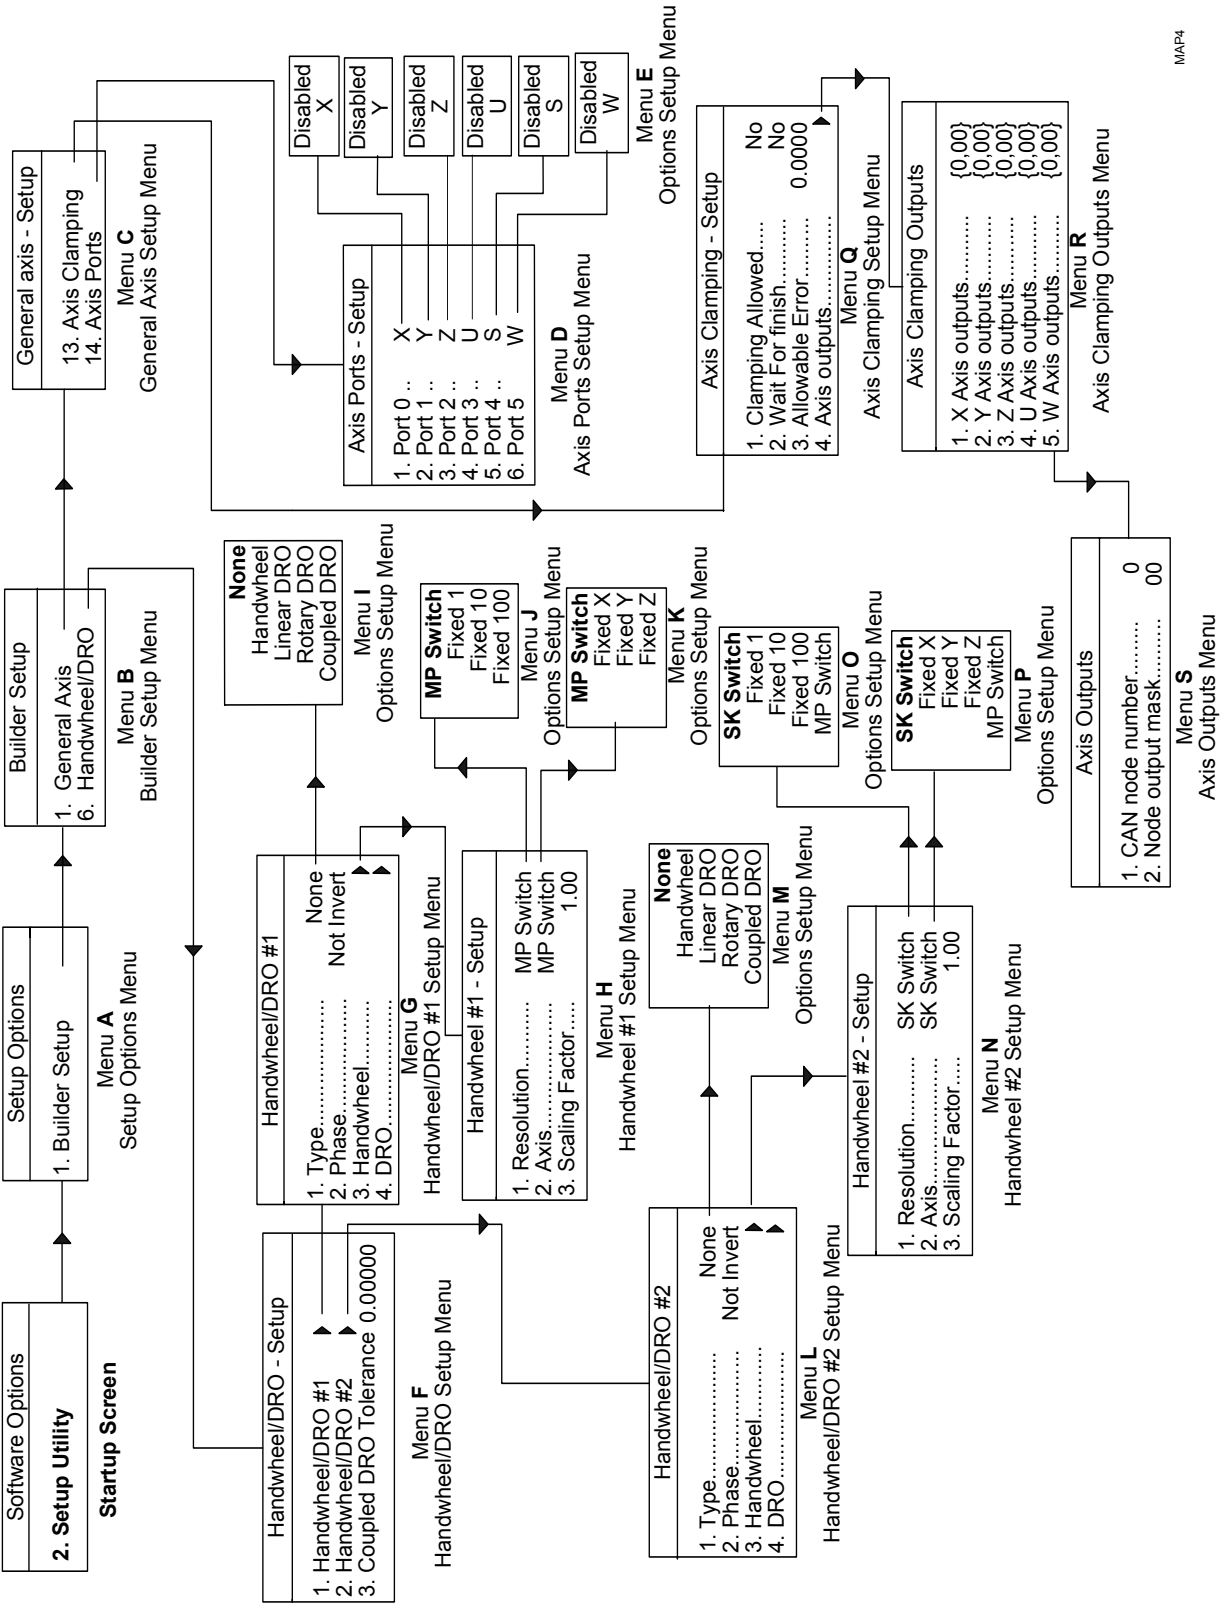 Software Options
2. Setup Utility
Startup Screen
Setup Options
1. Builder Setup
Menu A
Setup Options Menu
Builder Setup
1. General Axis
6. Handwheel/DRO
Menu B
Builder Setup Menu
General axis - Setup
13. Axis Clamping
14. Axis Ports
Menu C
General Axis Setup Menu
Handwheel/DRO - Setup
1. Handwheel/DRO #1
2. Handwheel/DRO #2
3. Coupled DRO Tolerance 0.00000
Menu F
Handwheel/DRO Setup Menu
Handwheel/DRO #1
1. Type........................ None
2. Phase..................... Not Invert
3. Handwheel...........
4. DRO.......................
Menu G
Handwheel/DRO #1 Setup Menu
None
Handwheel
Linear DRO
Rotary DRO
Coupled DRO
Menu I
Options Setup Menu
Axis Ports - Setup
1. Port 0 .. X
2. Port 1 .. Y
3. Port 2 .. Z
4. Port 3 .. U
5. Port 4 .. S
6. Port 5 W
Menu D
Axis Ports Setup Menu
Disabled
X
Disabled
Y
Disabled
Z
Disabled
U
Disabled
S
Disabled
W
Menu E
Options Setup Menu
Handwheel #1 - Setup
1. Resolution.......... MP Switch
2. Axis..................... MP Switch
3. Scaling Factor..... 1.00
Menu H
Handwheel #1 Setup Menu
MP Switch
Fixed 1
Fixed 10
Fixed 100
Menu J
Options Setup Menu
MP Switch
Fixed X
Fixed Y
Fixed Z
Menu K
Options Setup Menu
Handwheel/DRO #2
1. Type........................ None
2. Phase..................... Not Invert
3. Handwheel...........
4. DRO.......................
Menu L
Handwheel/DRO #2 Setup Menu
None
Handwheel
Linear DRO
Rotary DRO
Coupled DRO
Menu M
Options Setup Menu
SK Switch
Fixed 1
Fixed 10
Fixed 100
MP Switch
Menu O
Options Setup Menu
Axis Clamping - Setup
1. Clamping Allowed..... No
2. Wait For finish.......... No
3. Allowable Error.......... 0.0000
4. Axis outputs...............
Menu Q
Axis Clamping Setup Menu
Handwheel #2 - Setup
1. Resolution.......... SK Switch
2. Axis..................... SK Switch
3. Scaling Factor.... 1.00
Menu N
Handwheel #2 Setup Menu
SK Switch
Fixed X
Fixed Y
Fixed Z
MP Switch
Menu P
Options Setup Menu
Axis Clamping Outputs
1. X Axis outputs.......... {0,00}
2. Y Axis outputs.......... {0,00}
3. Z Axis outputs.......... {0,00}
4. U Axis outputs.......... {0,00}
5. W Axis outputs.......... {0,00}
Menu R
Axis Clamping Outputs Menu
Axis Outputs
1. CAN node number......... 0
2. Node output mask.......... 00
Menu S
Axis Outputs Menu
MAP4